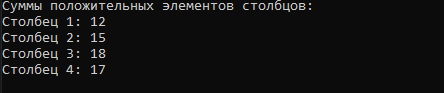 Суммы положительных элементов столбцов:
Столбец 1: 12
Столбец 2: 15
Столбец 3: 18
Столбец 4: 17